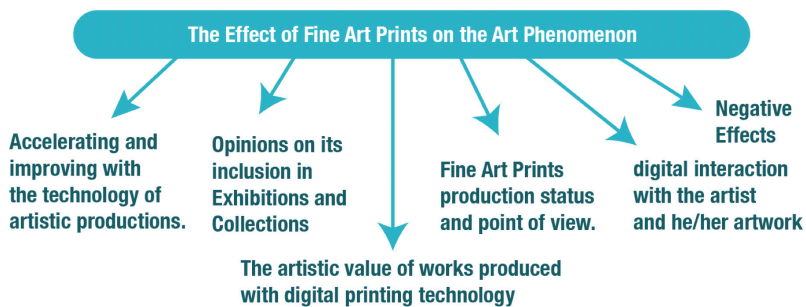 The Effect of Fine Art Prints on the Art Phenomenon
Accelerating and
improving with
the technology of
artistic productions.
Opinions on its
inclusion in
Exhibitions and
Collections
The artistic value of works produced
with digital printing technology
Fine Art Prints
production status
and point of view.
digital interaction
with the artist
and he/her artwork
Negative
Effects